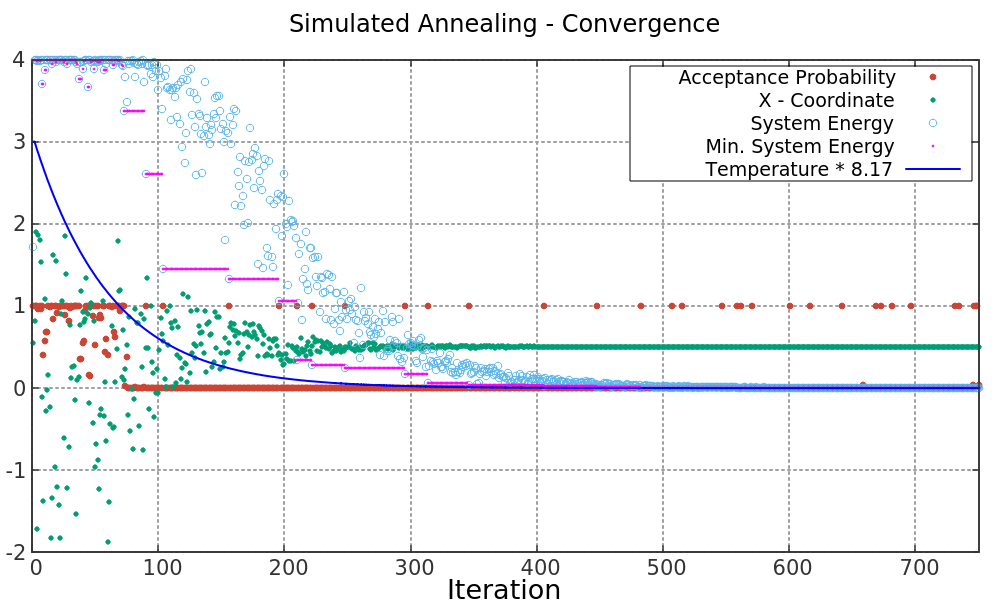 Simulated Annealing - Convergence
Acceptance Probability
X - Coordinate
System Energy
Min. System Energy
Temperature * 8.17
4
3
2
1
0
-1
-2
0 100 200 300 400 500 600 700
Iteration